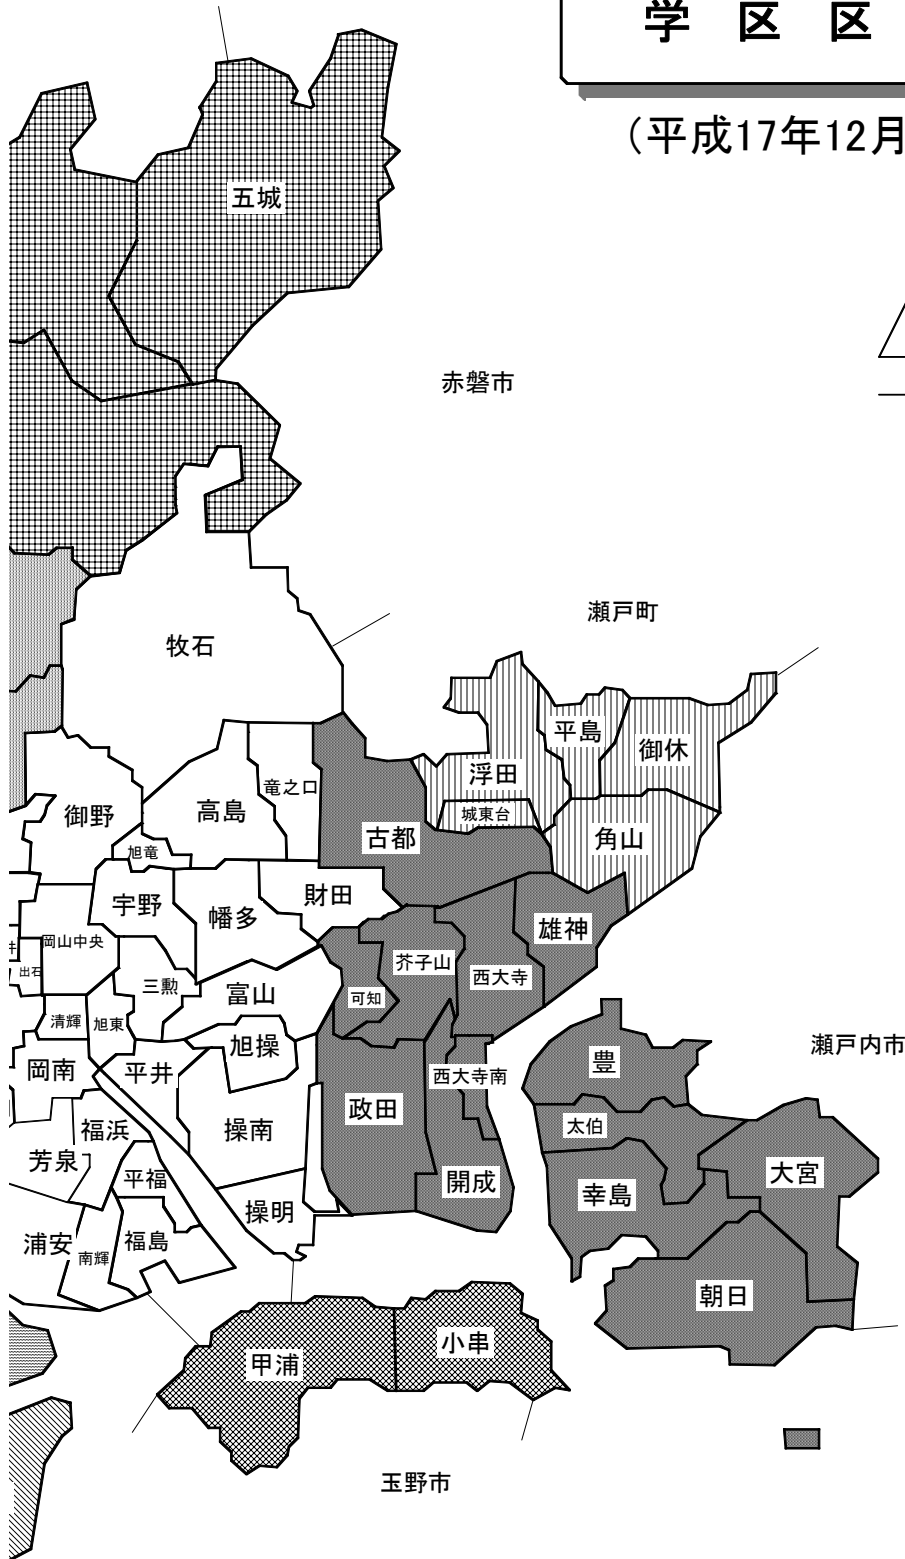 学区区
(平成17年12月
五城
赤磐市
瀬戸町
牧石
平島
御休
浮田
竜之口
高島
御野
城東台
古都
角山
旭竜
財田
宇野
幡多
雄神
岡山中央
井
芥子山
出石
西大寺
三勲
富山
可知
清輝
旭東
旭操
瀬戸内市
豊
岡南
平井
西大寺南
政田
太伯
福浜
操南
芳泉
大宮
平福
開成
幸島
操明
浦安
福島
南輝
朝日
小串
甲浦
玉野市